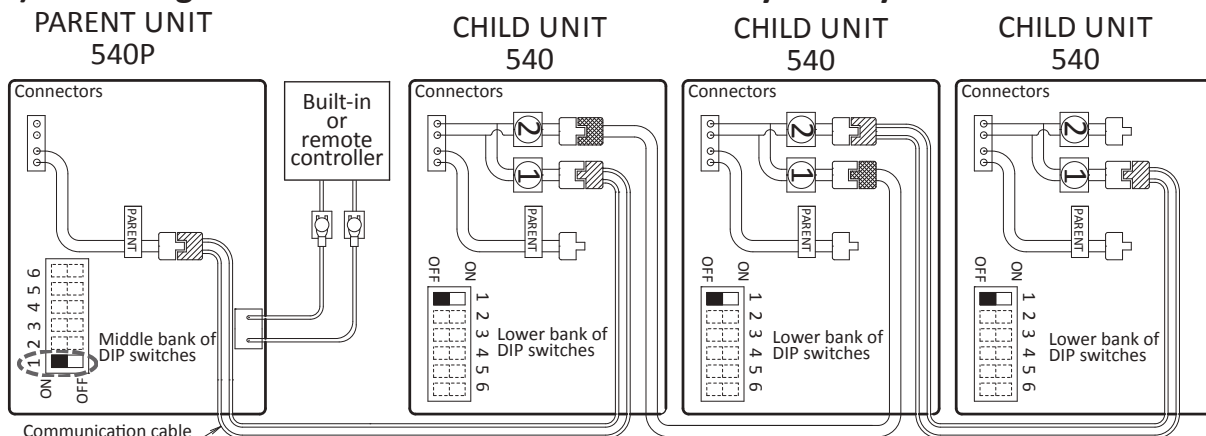 PARENT UNIT
540P
Connectors
PARENT
6
5
4
3
2
1
ON
OFF
Middle bank of
DIP switches
Communication cable
Built-in
or
remote
controller
CHILD UNIT
540
Connectors
2
1
PARENT
OFF
ON
1
2
3
4
5
6
Lower bank of
DIP switches
CHILD UNIT
540
Connectors
2
1
PARENT
OFF
ON
1
2
3
4
5
6
Lower bank of
DIP switches
CHILD UNIT
540
Connectors
2
1
PARENT
OFF
ON
1
2
3
4
5
6
Lower bank of
DIP switches